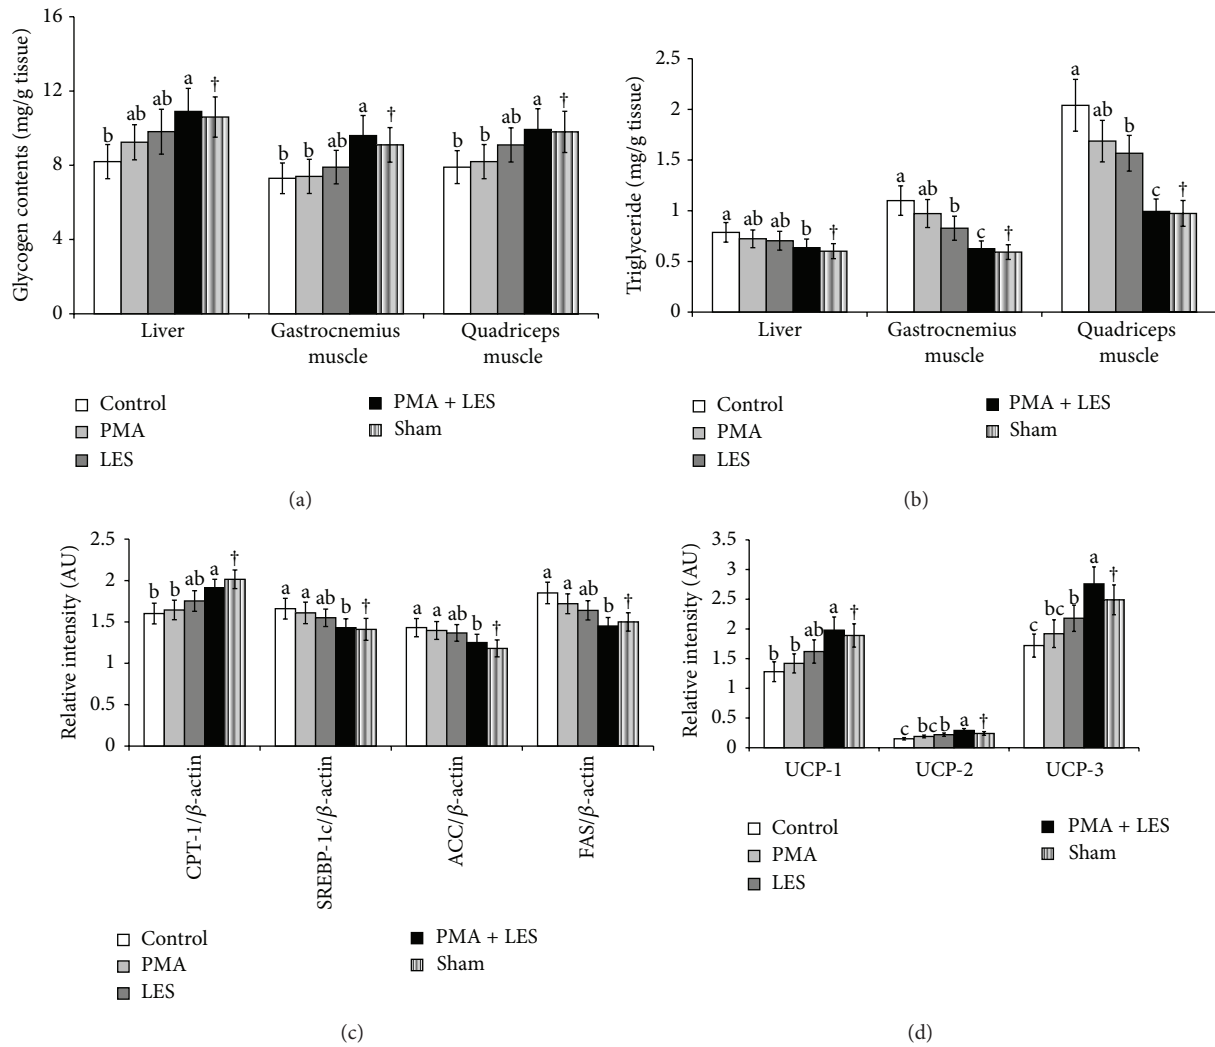 Glycogen contents (mg/g tissue)
16
12
8
4
0
b
ab
ab
a
†
b
b
ab
a
†
b
b
ab
a
†
Liver
Gastrocnemius
muscle
Quadriceps
muscle
Control
PMA
LES
PMA + LES
Sham
(a)
Triglyceride (mg/g tissue)
2.5
2
1.5
1
0.5
0
a
ab
ab
b
†
a
ab
b
c
†
a
ab
b
c
†
Liver
Gastrocnemius
muscle
Quadriceps
muscle
Control
PMA
LES
PMA + LES
Sham
(b)
Relative intensity (AU)
2.5
2
1.5
1
0.5
0
b
b
ab
a
†
a
a
ab
b
†
a
a
ab
b
†
a
a
ab
b
†
CPT-1/β-actin
SREBP-1c/β-actin
ACC/β-actin
FAS/β-actin
Control
PMA
LES
PMA + LES
Sham
(c)
Relative intensity (AU)
3.5
3
2.5
2
1.5
1
0.5
0
b
b
ab
a
†
c
bc
b
a
†
c
bc
b
a
†
UCP-1
UCP-2
UCP-3
Control
PMA
LES
PMA + LES
Sham
(d)